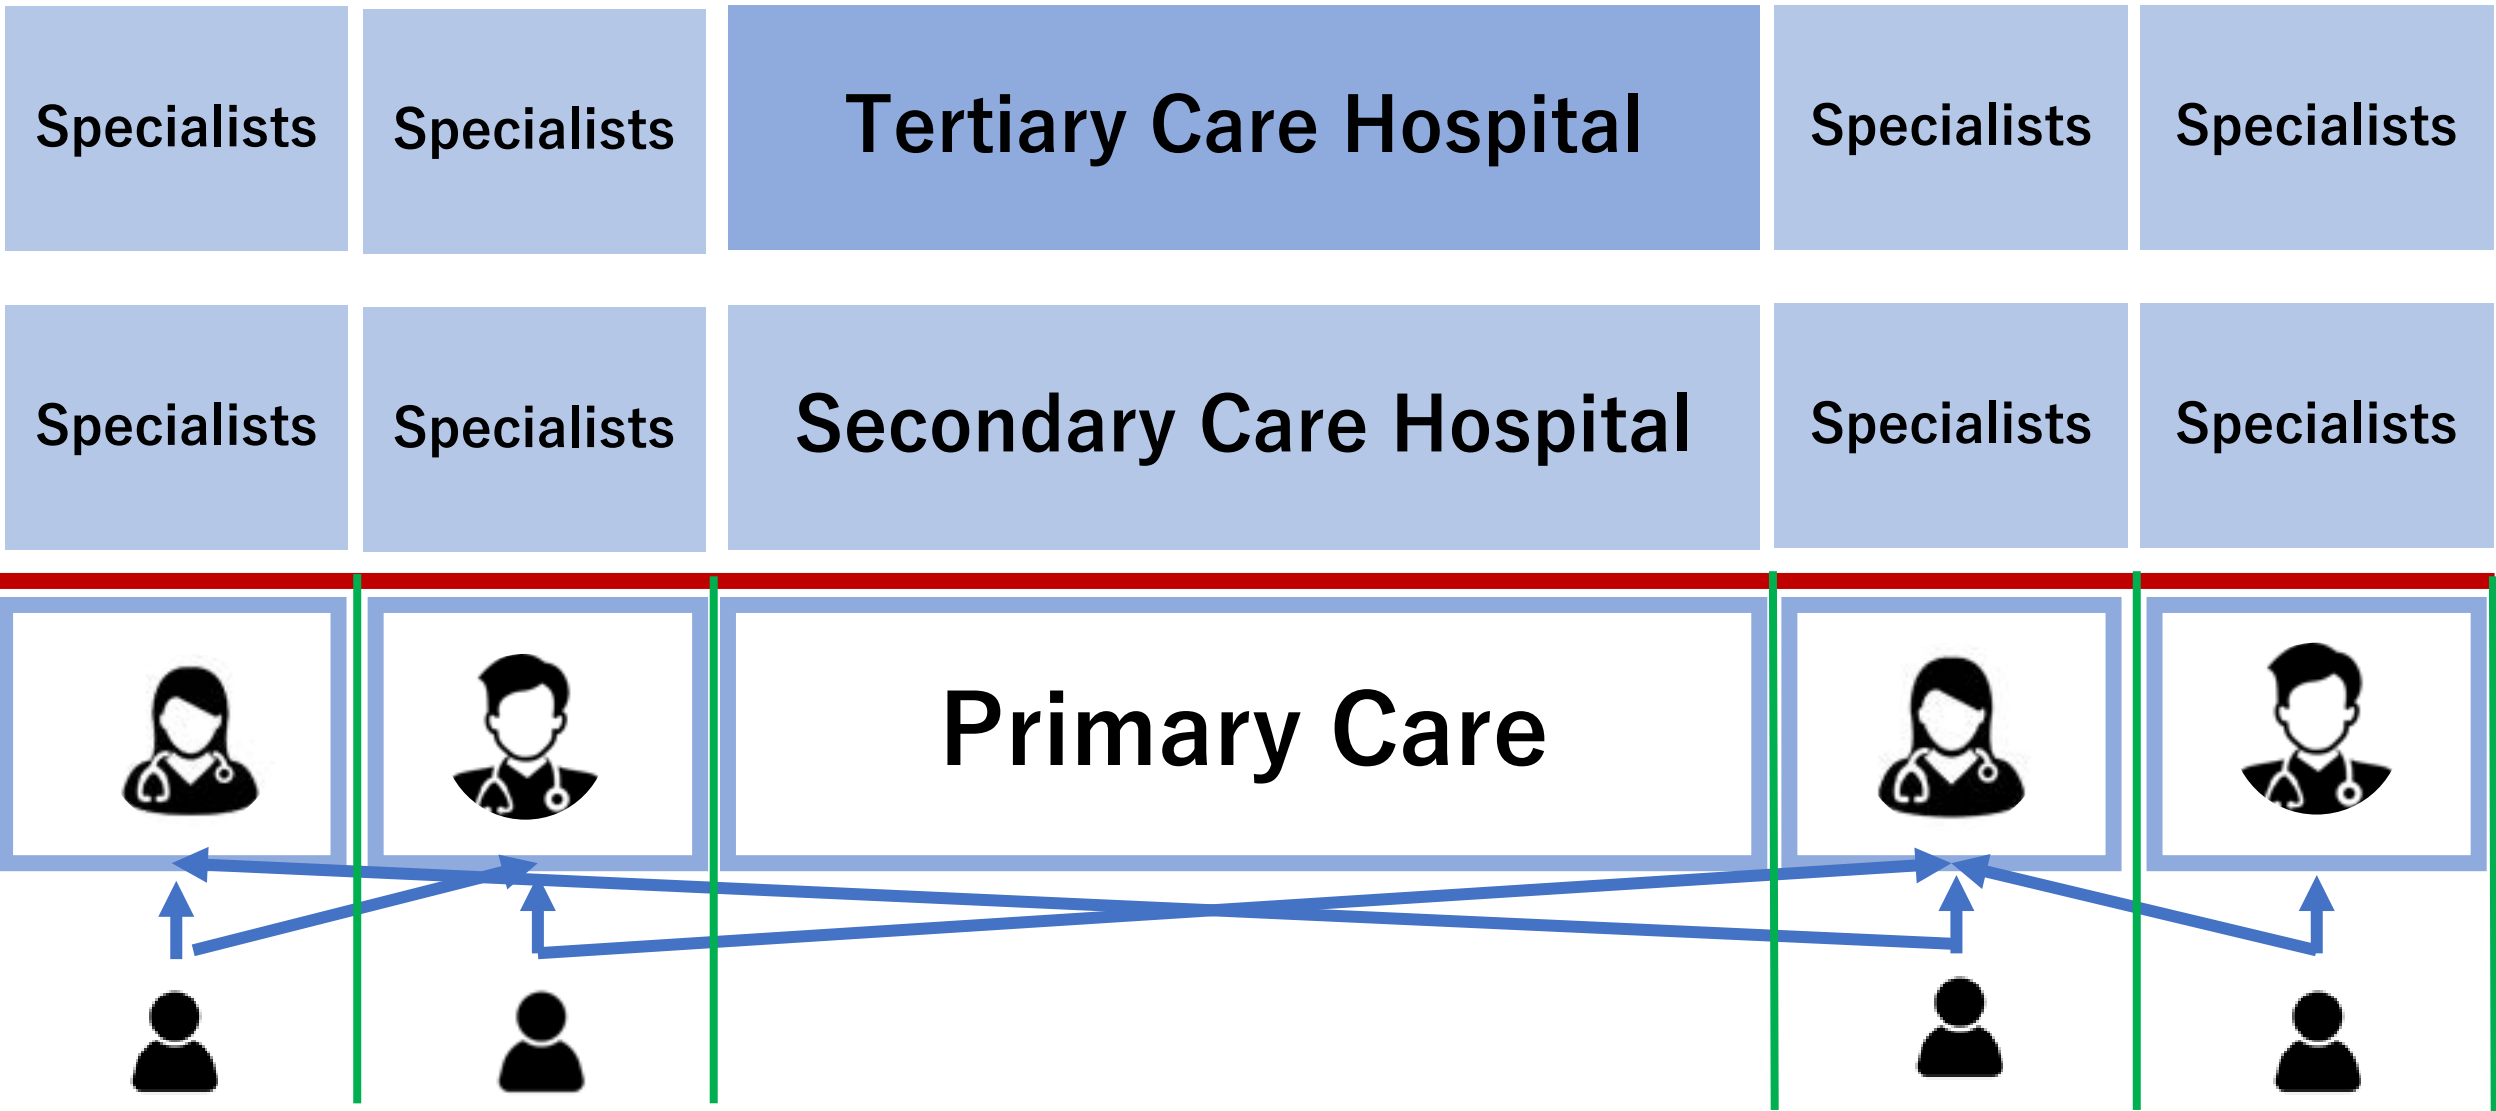 Specialists
Specialists
Tertiary Care Hospital
Specialists
Specialists
Specialists
Specialists
Secondary Care Hospital
Specialists
Specialists
Primary Care